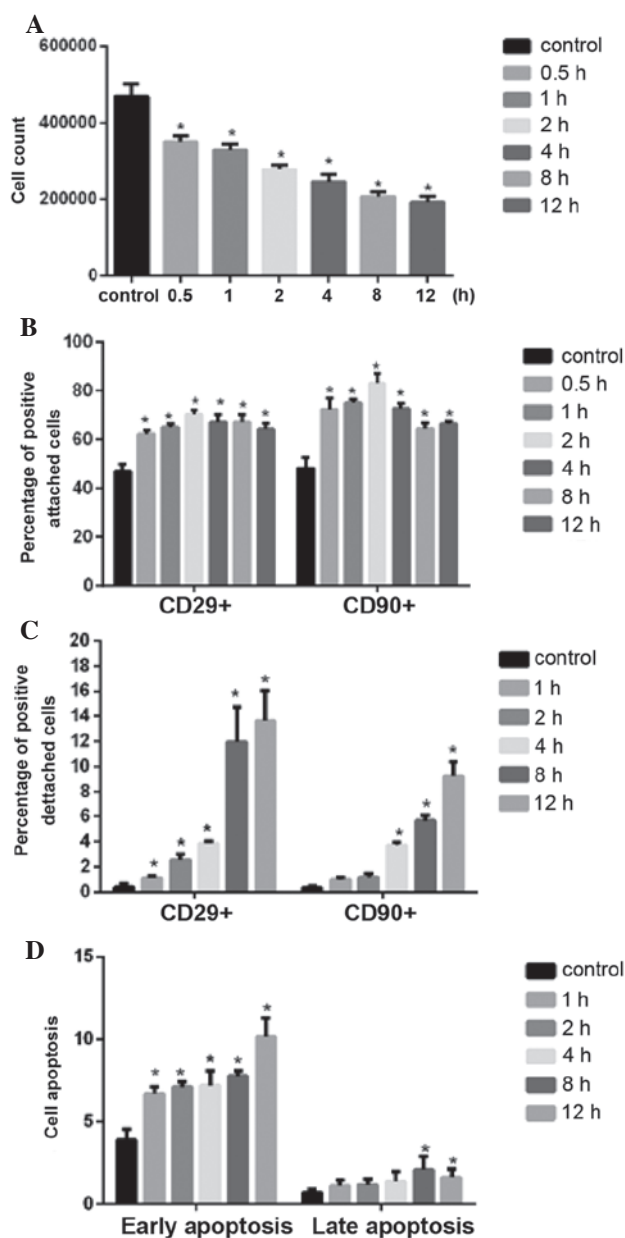 A
600000
400000
200000
0
Cell count
*
*
*
*
*
*
control 0.5 1 2 4 8 12 (h)
control
0.5 h
1 h
2 h
4 h
8 h
12 h
B
100
80
60
40
20
0
Percentage of positive
attached cells
* * * * * *
* * * * * *
CD29+ CD90+
control
0.5 h
1 h
2 h
4 h
8 h
12 h
C
20
18
16
14
12
10
8
6
4
2
0
Percentage of positive
dettached cells
* * * * *
* * *
CD29+ CD90+
control
1 h
2 h
4 h
8 h
12 h
D
15
10
5
0
Cell apoptosis
* * * * *
* *
Early apoptosis Late apoptosis
control
1 h
2 h
4 h
8 h
12 h